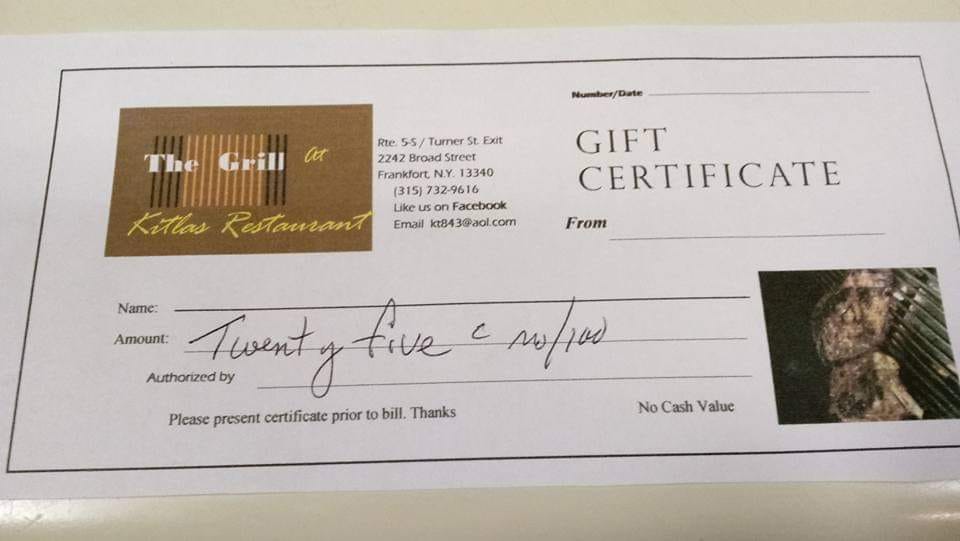 The Grill At
Kitlas Restaurant
Rte. 5-S / Turner St. Exit
2242 Broad Street
Frankfort, N.Y. 13340
(315) 732-9616
Like us on Facebook
Email kt843@aol.com
Number/Date
GIFT
CERTIFICATE
From
Name:
Amount: Twenty five c no/100
Authorized by
Please present certificate prior to bill. Thanks
No Cash Value